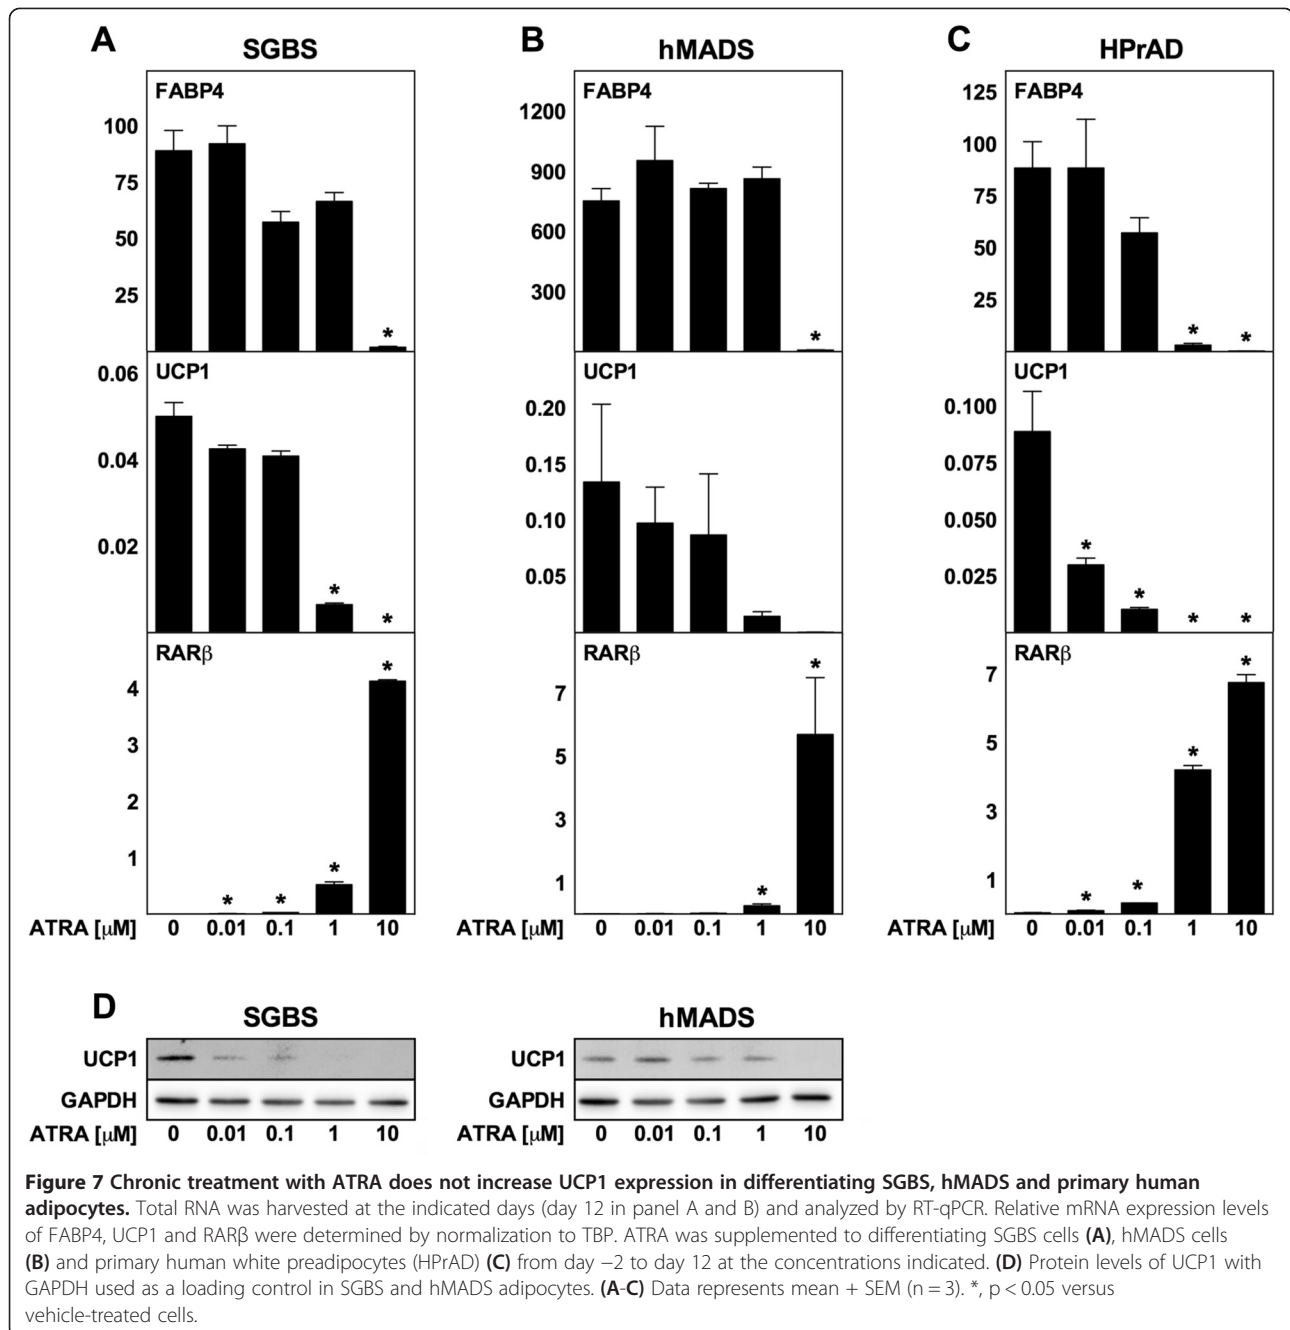 A
SGBS
FABP4
100
75
50
25
*
UCP1
0.06
0.04
0.02
*
*
RARβ
4
3
2
1
*
*
*
*
ATRA [μM] 0 0.01 0.1 1 10
B
hMADS
FABP4
1200
900
600
300
*
UCP1
0.20
0.15
0.10
0.05
RARβ
7
5
3
1
*
*
ATRA [μM] 0 0.01 0.1 1 10
C
HPrAD
FABP4
125
100
75
50
25
*
*
UCP1
0.100
0.075
0.050
0.025
*
*
*
*
RARβ
7
5
3
1
*
*
*
*
ATRA [μM] 0 0.01 0.1 1 10
D
SGBS
UCP1
GAPDH
ATRA [μM] 0 0.01 0.1 1 10
hMADS
UCP1
GAPDH
ATRA [μM] 0 0.01 0.1 1 10
Figure 7 Chronic treatment with ATRA does not increase UCP1 expression in differentiating SGBS, hMADS and primary human
adipocytes. Total RNA was harvested at the indicated days (day 12 in panel A and B) and analyzed by RT-qPCR. Relative mRNA expression levels
of FABP4, UCP1 and RARβ were determined by normalization to TBP. ATRA was supplemented to differentiating SGBS cells (A), hMADS cells
(B) and primary human white preadipocytes (HPrAD) (C) from day −2 to day 12 at the concentrations indicated. (D) Protein levels of UCP1 with
GAPDH used as a loading control in SGBS and hMADS adipocytes. (A-C) Data represents mean + SEM (n = 3). *, p < 0.05 versus
vehicle-treated cells.